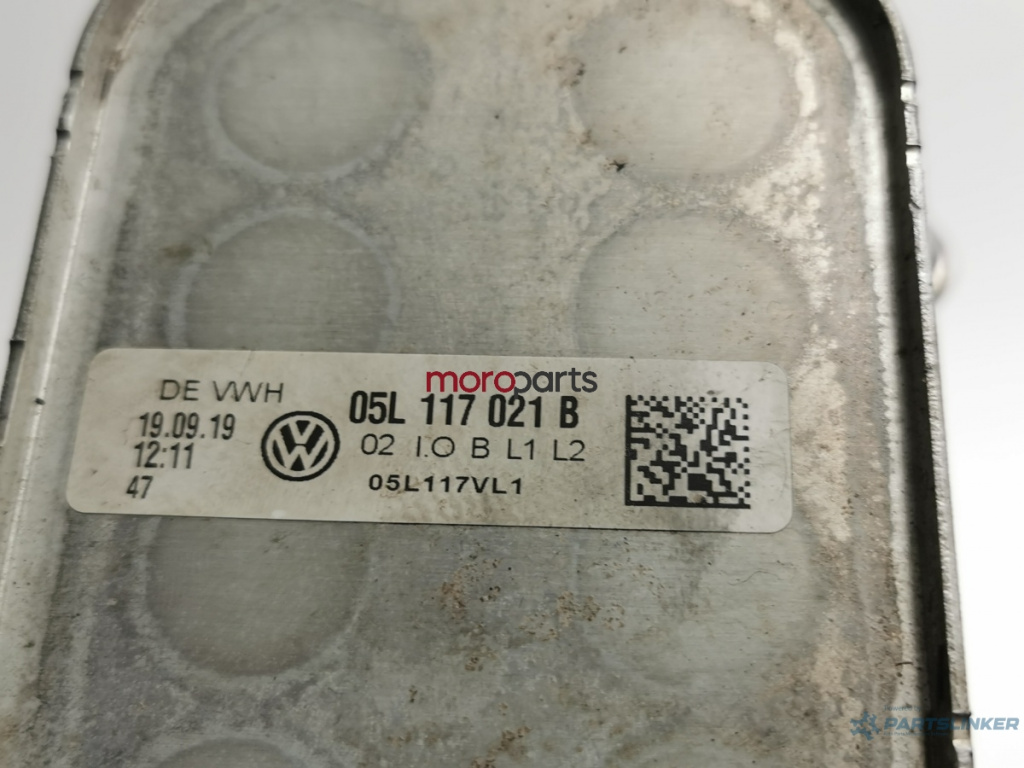 moroparts
DE VWH
19.09.19
12:11
47
VW
05L 117 021 B
02 I.O B L1 L2
05L117VL1
PARTSLINKER